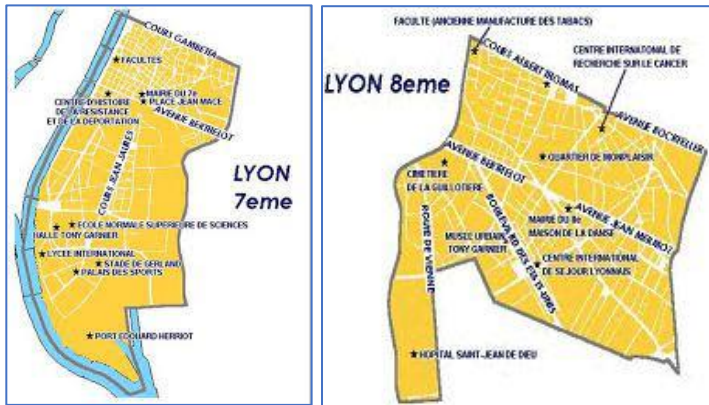 COURS GAMBETTA
FACULTES
MAIRIE DU 7e
PLACE JEAN MACE
CENTRE D'HISTOIRE
DE LA RESISTANCE
ET DE LA DEPORTATION
AVENUE BERTHELOT
COURS JEAN JAURES
LYON
7eme
ECOLE NORMALE SUPERIEURE DE SCIENCES
HALLE TONY GARNIER
LYCEE INTERNATIONAL
STADE DE GERLAND
PALAIS DES SPORTS
PORT EDOUARD HERRIOT
FACULTE (ANCIENNE MANUFACTURE DES TABACS)
COURS ALBERT THOMAS
CENTRE INTERNATIONAL DE
RECHERCHE SUR LE CANCER
LYON 8eme
AVENUE ROCKFELLER
AVENUE BERTHELOT
QUARTIER DE MONPLAISIR
CIMETIERE
DE LA GUILLOTIERE
AVENUE JEAN MERMOZ
MAIRIE DU 8e
MAISON DE LA DANSE
ROUTE DE VIENNE
BOULEVARD DES ETATS-UNIS
MUSEE URBAIN
TONY GARNIER
CENTRE INTERNATIONAL
DE SEJOUR LYONNAIS
HOPITAL SAINT-JEAN DE DIEU